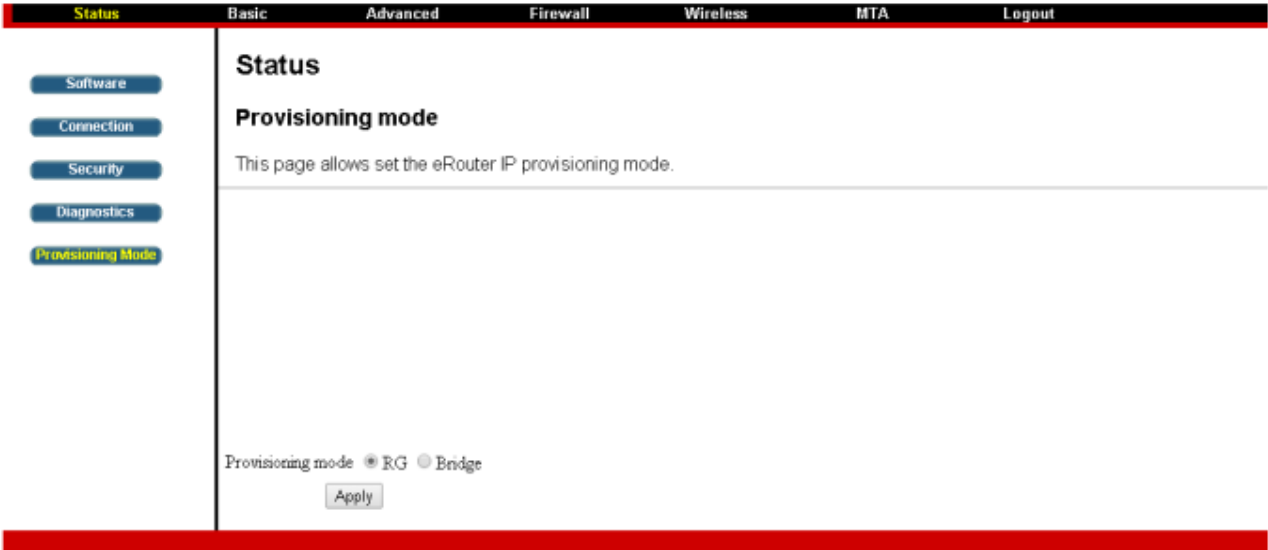 Status Basic Advanced Firewall Wireless MTA Logout
Software
Connection
Security
Diagnostics
Provisioning Mode
Status
Provisioning mode
This page allows set the eRouter IP provisioning mode.
Provisioning mode RG Bridge
Apply